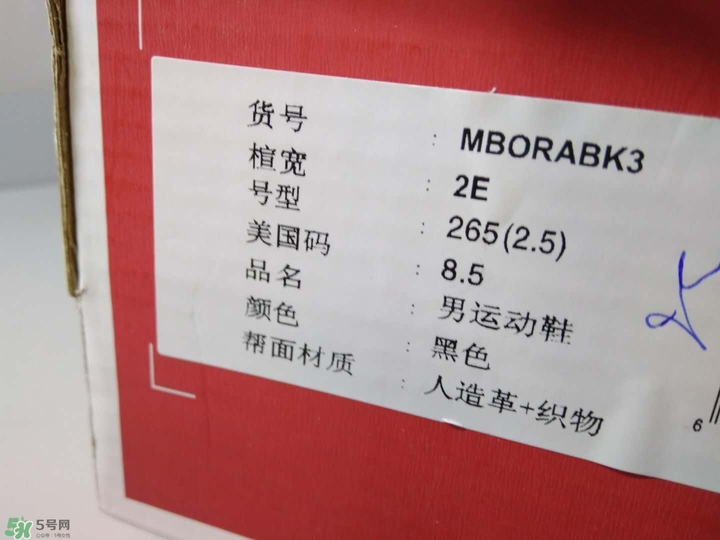 货号 : MBORABK3
楦宽 : 2E
号型 : 265(2.5)
美国码 : 8.5
品名 : 男运动鞋
颜色 : 黑色
帮面材质 : 人造革+织物
6
5号网